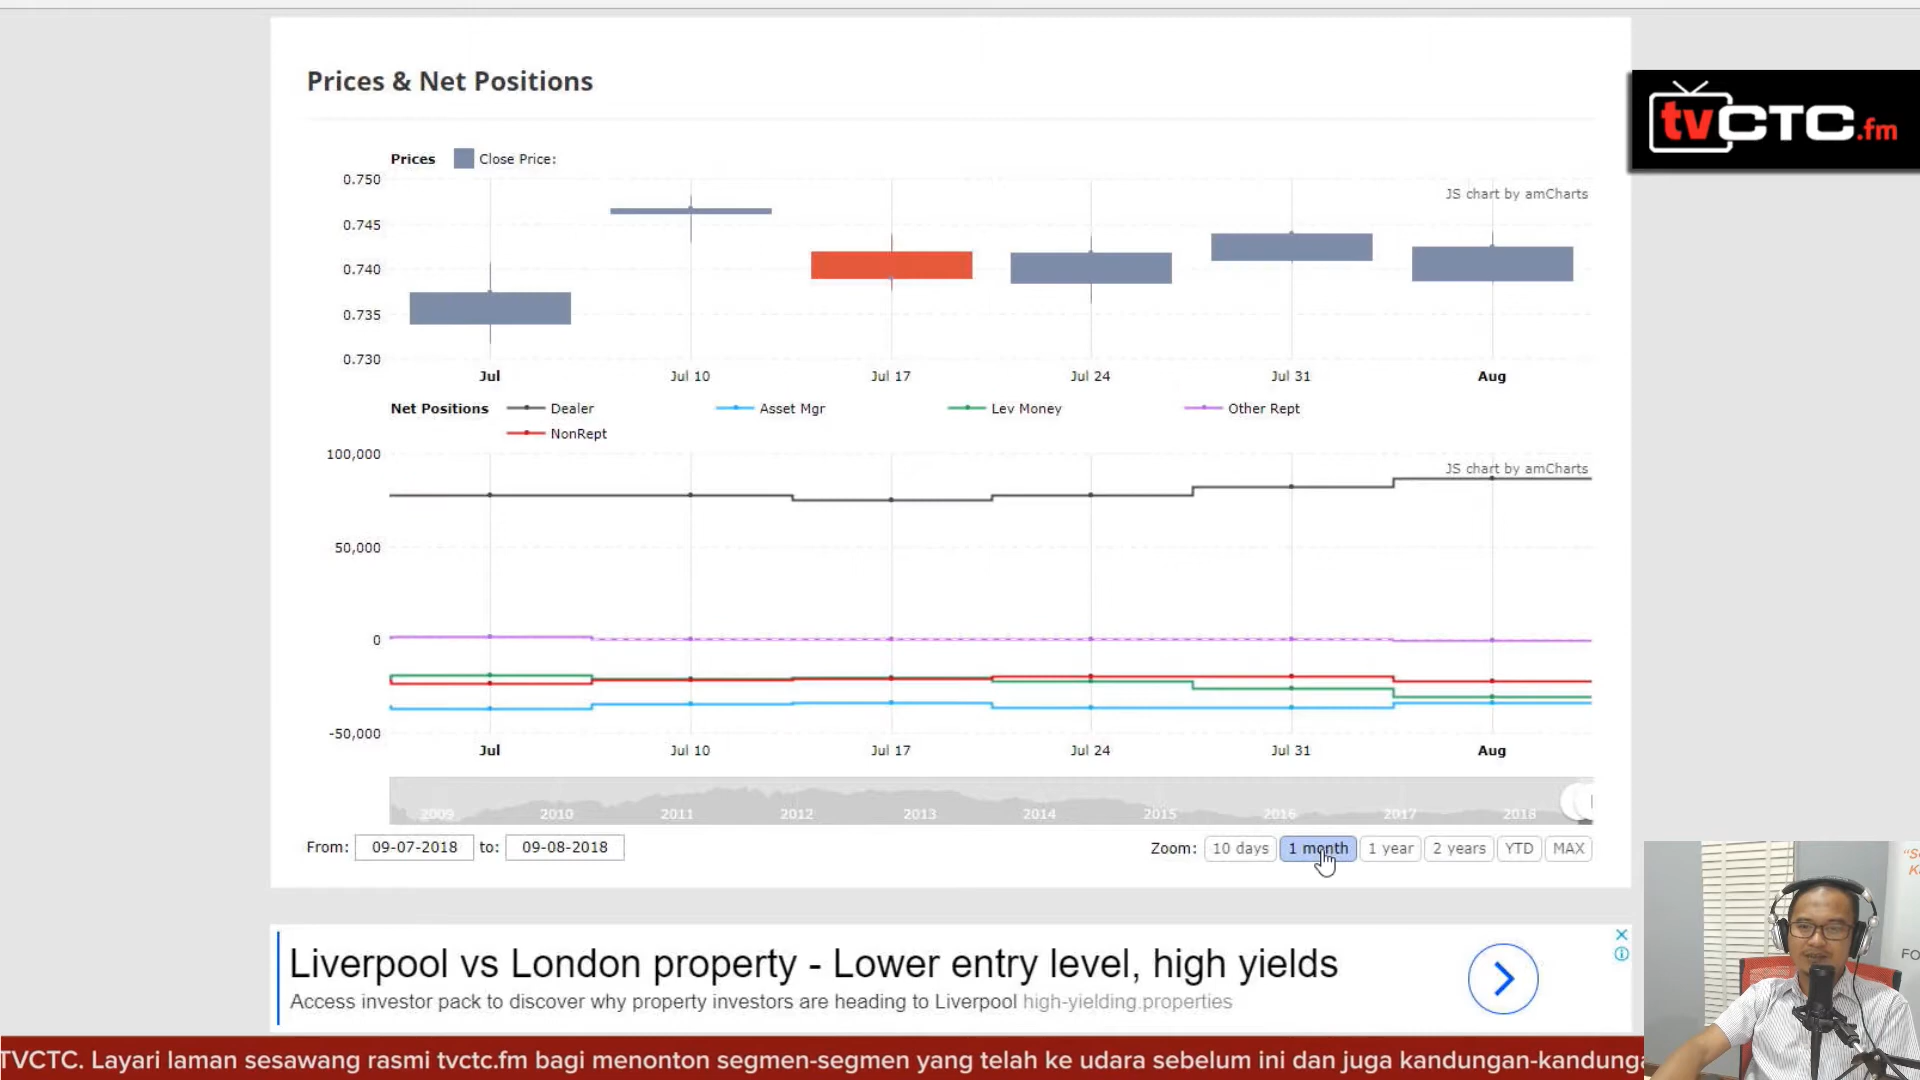 Prices & Net Positions
tvCTC.fm
Prices Close Price:
JS chart by amCharts
0.750
0.745
0.740
0.735
0.730
Jul Jul 10 Jul 17 Jul 24 Jul 31 Aug
Net Positions Dealer Asset Mgr Lev Money Other Rept
NonRept
JS chart by amCharts
100,000
50,000
0
-50,000
Jul Jul 10 Jul 17 Jul 24 Jul 31 Aug
2009 2010 2011 2012 2013 2014 2015 2016 2017 2018
From: 09-07-2018 to: 09-08-2018 Zoom: 10 days 1 month 1 year 2 years YTD MAX
Liverpool vs London property - Lower entry level, high yields
Access investor pack to discover why property investors are heading to Liverpool high-yielding.properties
FO
TVCTC. Layari laman sesawang rasmi tvctc.fm bagi menonton segmen-segmen yang telah ke udara sebelum ini dan juga kandungan-kandunga